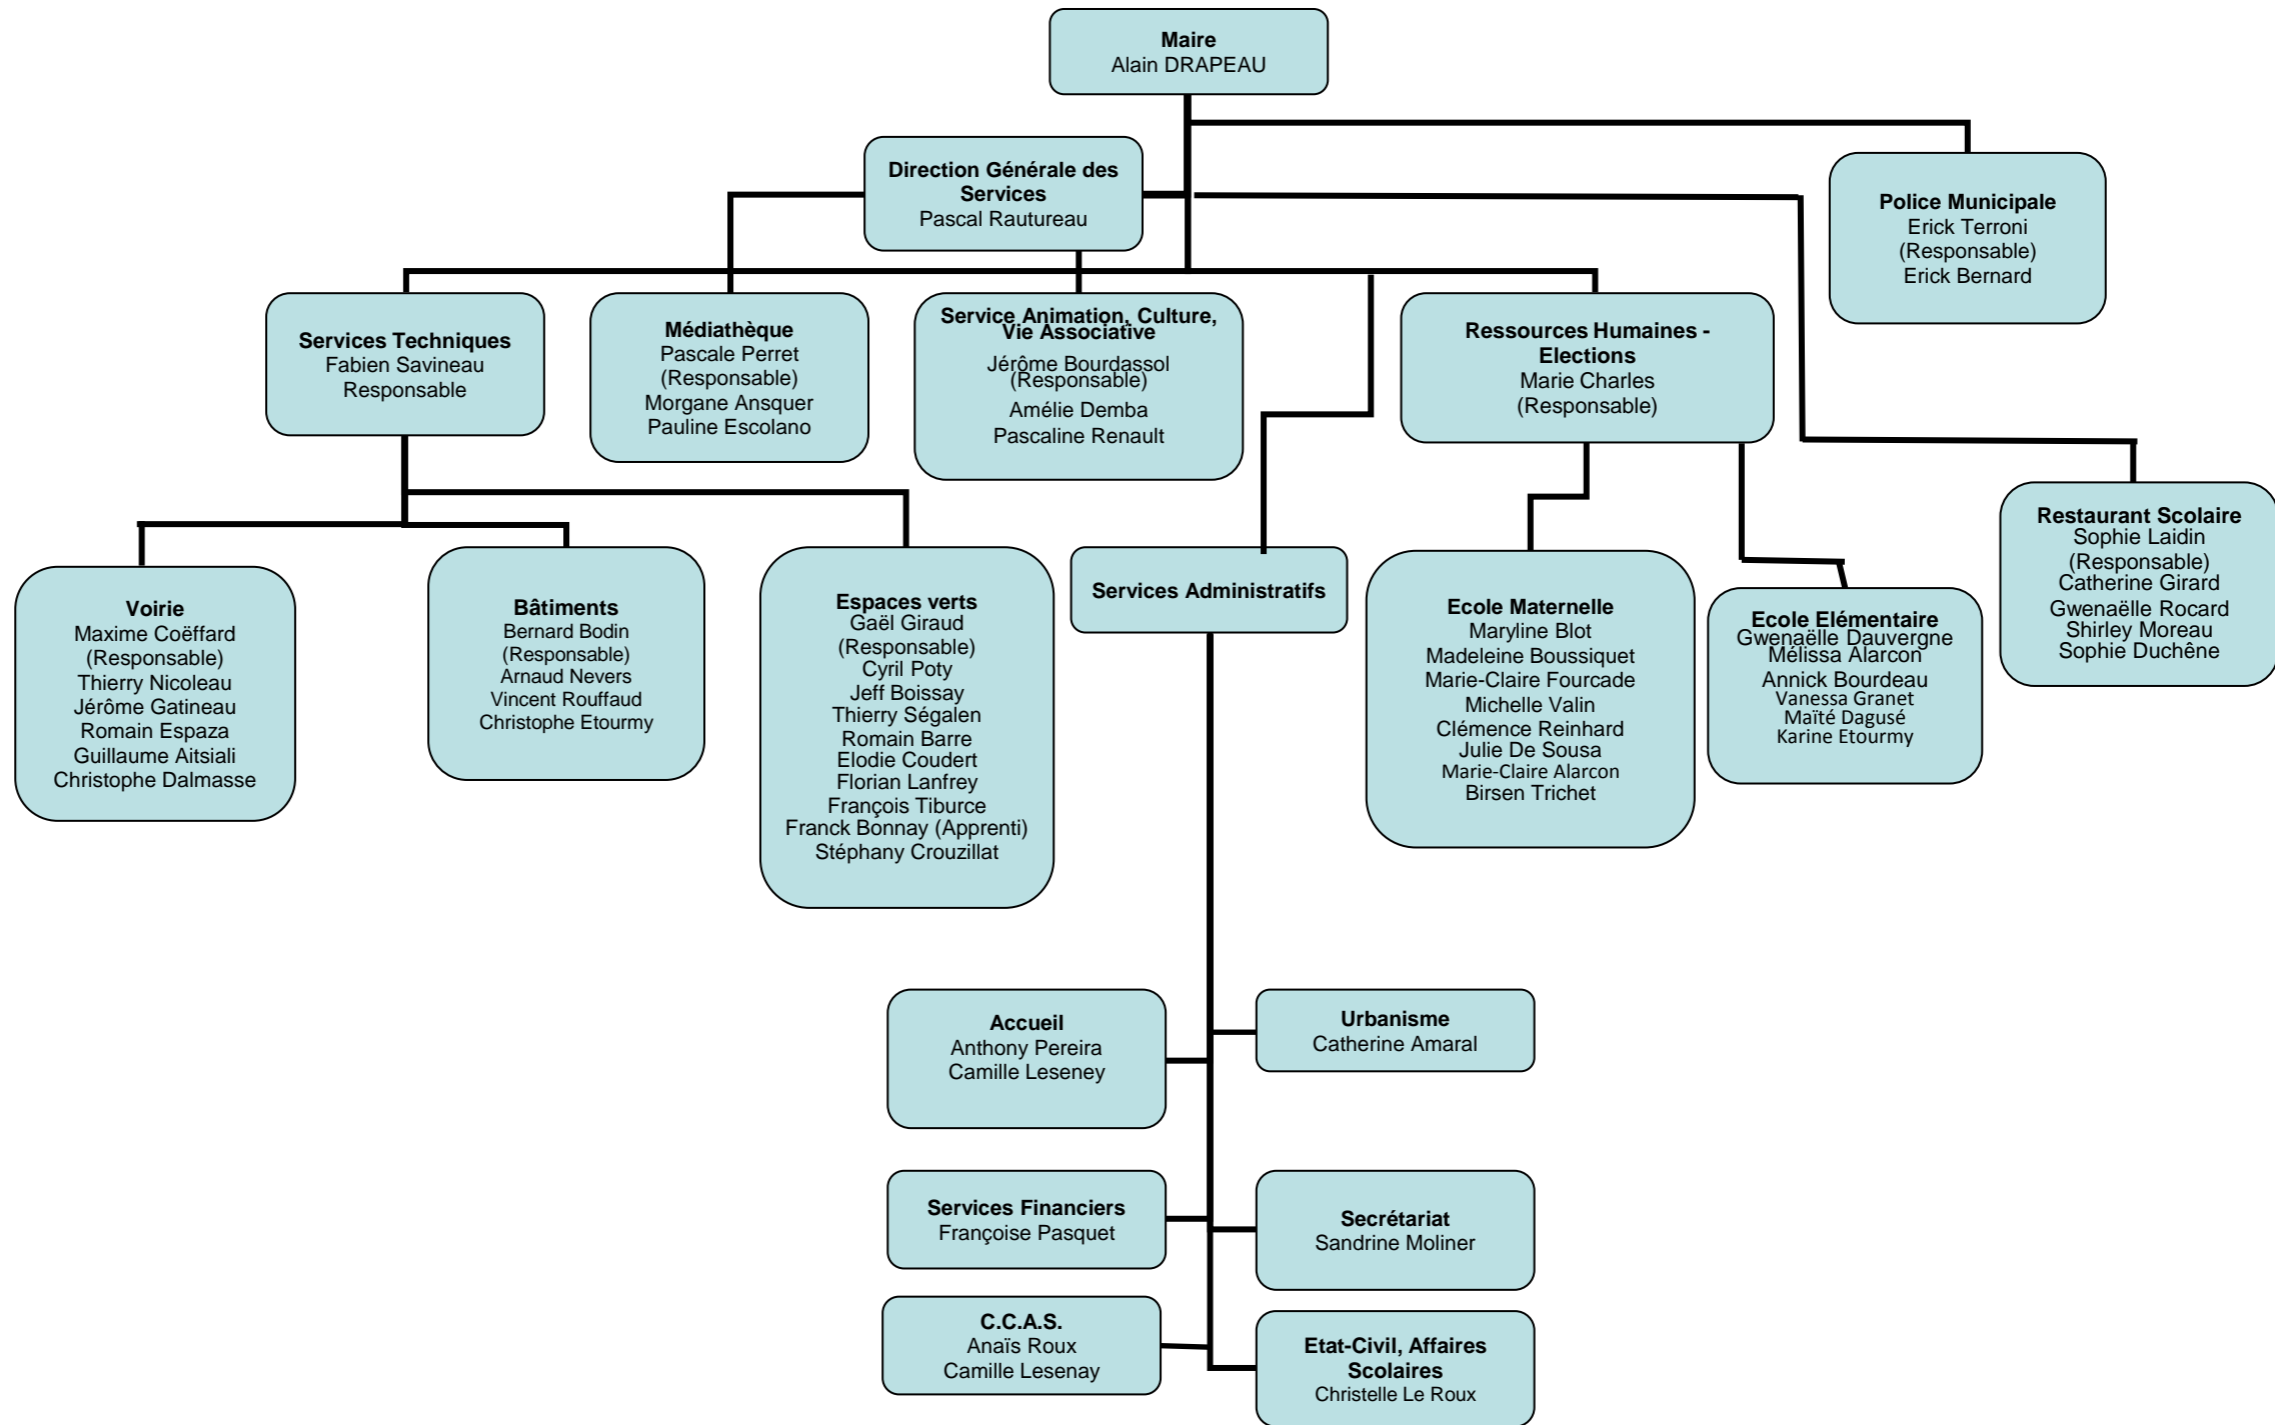 Maire
Alain DRAPEAU
Direction Générale des
Services
Pascal Rautureau
Police Municipale
Erick Terroni
(Responsable)
Erick Bernard
Services Techniques
Fabien Savineau
Responsable
Médiathèque
Pascale Perret
(Responsable)
Morgane Ansquer
Pauline Escolano
Service Animation, Culture,
Vie Associative
Jérôme Bourdassol
(Responsable)
Amélie Demba
Pascaline Renault
Ressources Humaines -
Elections
Marie Charles
(Responsable)
Restaurant Scolaire
Sophie Laidin
(Responsable)
Catherine Girard
Gwenaëlle Rocard
Shirley Moreau
Sophie Duchêne
Voirie
Maxime Coëffard
(Responsable)
Thierry Nicoleau
Jérôme Gatineau
Romain Espaza
Guillaume Aitsiali
Christophe Dalmasse
Bâtiments
Bernard Bodin
(Responsable)
Arnaud Nevers
Vincent Rouffaud
Christophe Etourmy
Espaces verts
Gaël Giraud
(Responsable)
Cyril Poty
Jeff Boissay
Thierry Ségalen
Romain Barre
Elodie Coudert
Florian Lanfrey
François Tiburce
Franck Bonnay (Apprenti)
Stéphany Crouzillat
Services Administratifs
Ecole Maternelle
Maryline Blot
Madeleine Boussiquet
Marie-Claire Fourcade
Michelle Valin
Clémence Reinhard
Julie De Sousa
Marie-Claire Alarcon
Birsen Trichet
Ecole Elémentaire
Gwenaëlle Dauvergne
Mélissa Alarcon
Annick Bourdeau
Vanessa Granet
Maïté Dagusé
Karine Etourmy
Accueil
Anthony Pereira
Camille Leseney
Urbanisme
Catherine Amaral
Services Financiers
Françoise Pasquet
Secrétariat
Sandrine Moliner
C.C.A.S.
Anaïs Roux
Camille Lesenay
Etat-Civil, Affaires
Scolaires
Christelle Le Roux